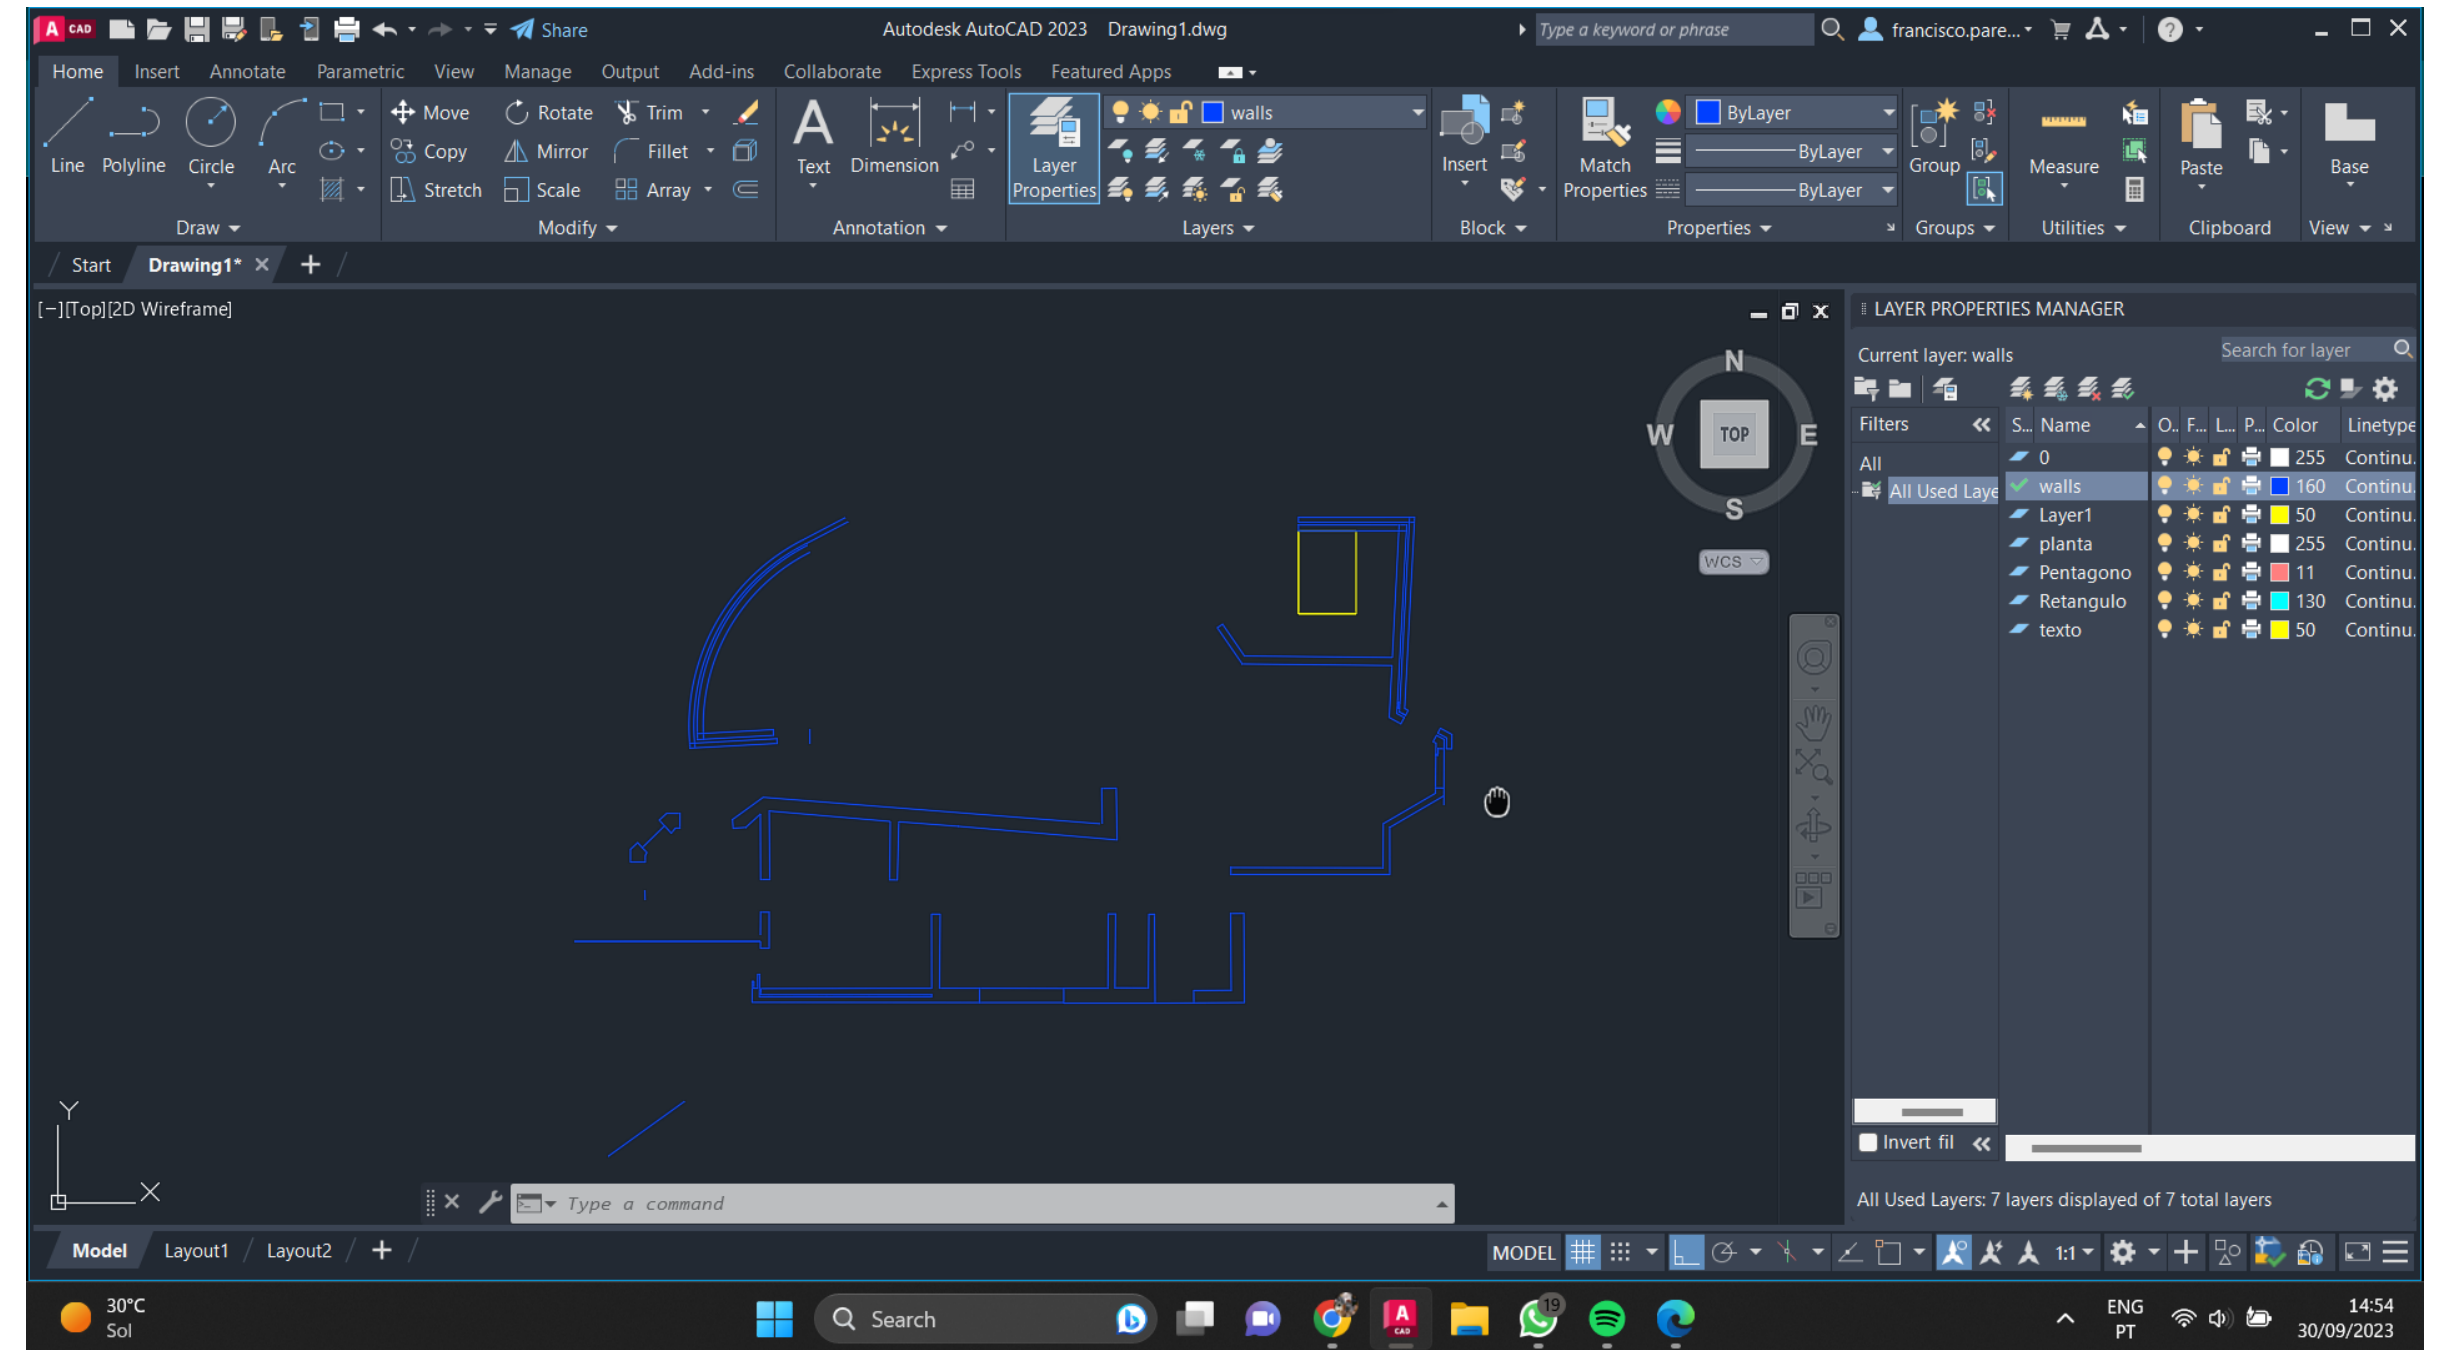 A CAD Share Autodesk AutoCAD 2023 Drawing1.dwg Type a keyword or phrase francisco.pare...
Home Insert Annotate Parametric View Manage Output Add-ins Collaborate Express Tools Featured Apps
Line Polyline Circle Arc
Move Rotate Trim
Copy Mirror Fillet
Stretch Scale Array
Text Dimension
Layer Properties
walls
Insert
Match Properties
ByLayer
ByLayer
ByLayer
Group
Measure
Paste
Base
Draw Modify Annotation Layers Block Properties Groups Utilities Clipboard View
Start Drawing1* +
[−][Top][2D Wireframe]
N
W TOP E
S
WCS
LAYER PROPERTIES MANAGER
Current layer: walls Search for layer
Filters S... Name O.. F... L... P... Color Linetype
All
All Used Laye
0 255 Continu.
walls 160 Continu.
Layer1 50 Continu.
planta 255 Continu.
Pentagono 11 Continu.
Retangulo 130 Continu.
texto 50 Continu.
Invert fil
All Used Layers: 7 layers displayed of 7 total layers
Y
X
Type a command
Model Layout1 Layout2 +
MODEL 1:1
30°C
Sol
Search
A CAD
19
ENG
PT
14:54
30/09/2023